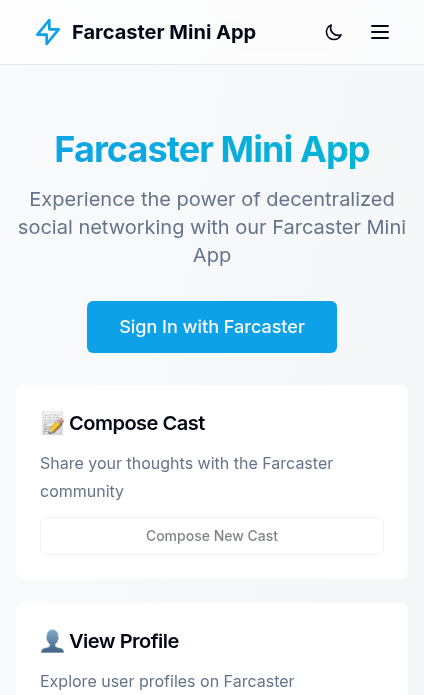 Farcaster Mini App
Farcaster Mini App
Experience the power of decentralized
social networking with our Farcaster Mini
App
Sign In with Farcaster
📝 Compose Cast
Share your thoughts with the Farcaster
community
Compose New Cast
👤 View Profile
Explore user profiles on Farcaster